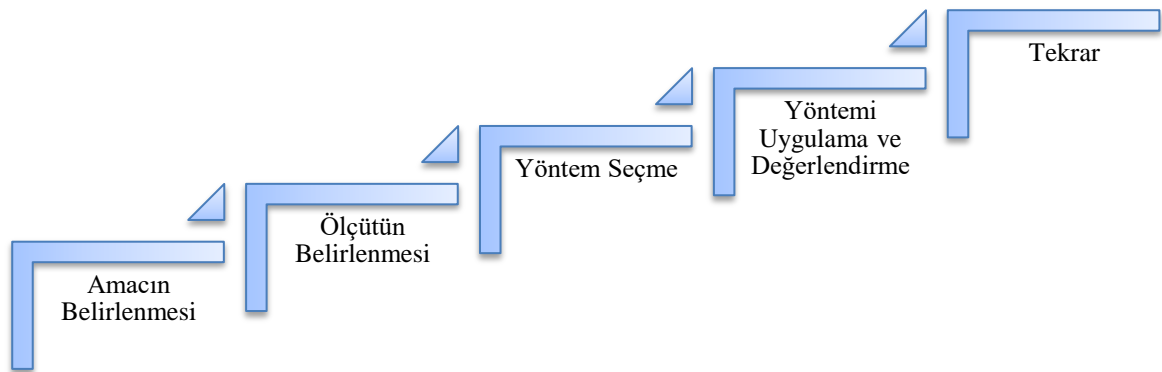 Amacın
Belirlenmesi
Ölçütün
Belirlenmesi
Yöntem Seçme
Yöntemi
Uygulama ve
Değerlendirme
Tekrar